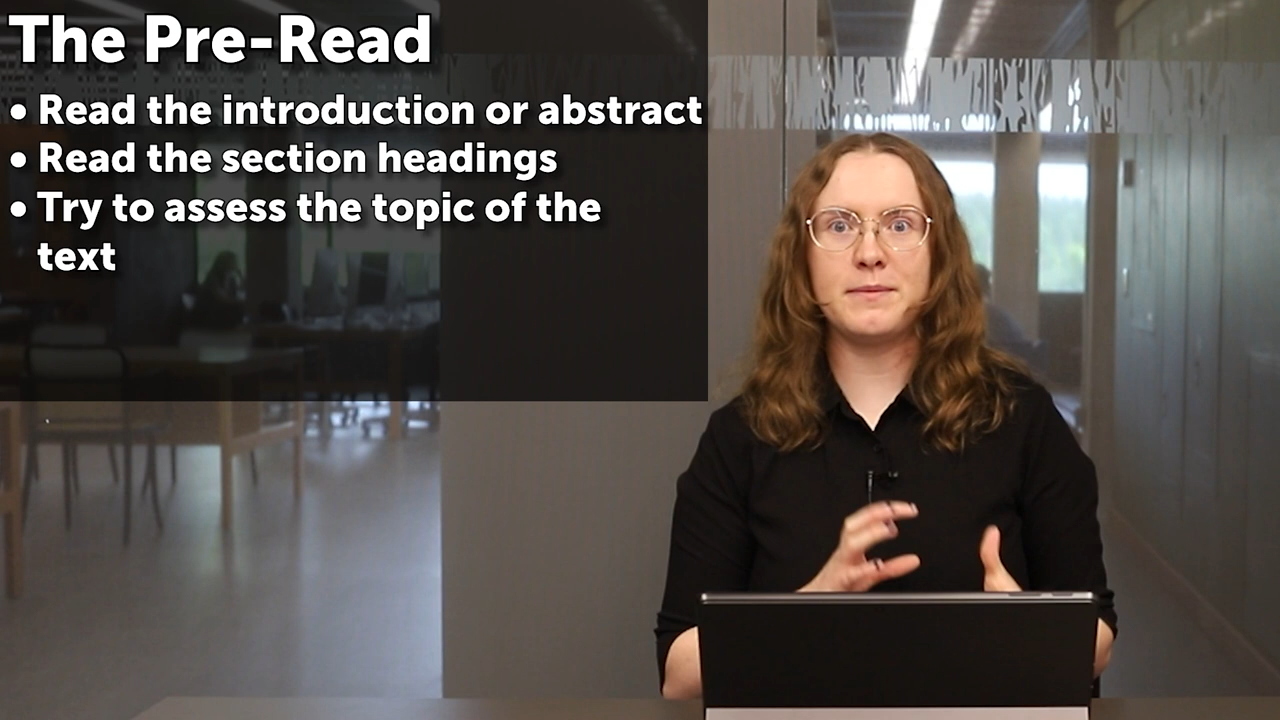 The Pre-Read
• Read the introduction or abstract
• Read the section headings
• Try to assess the topic of the
text